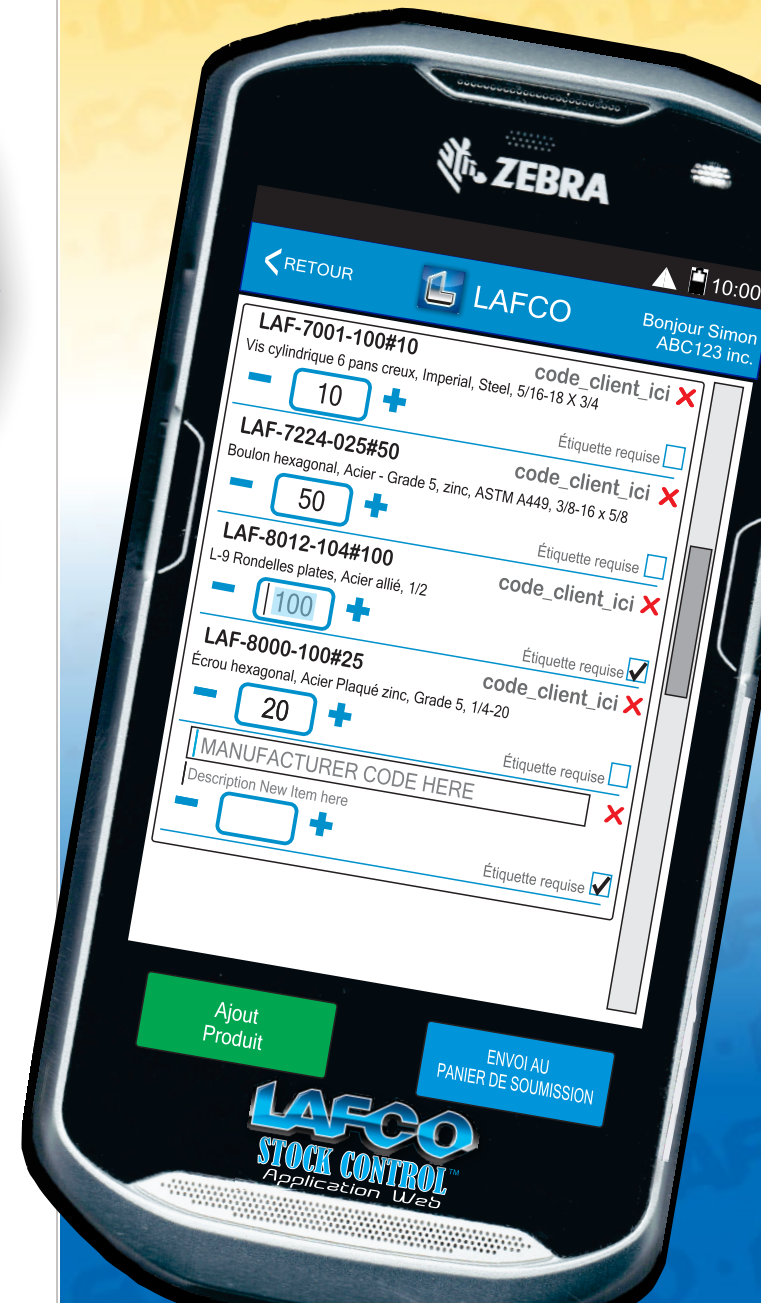 ZEBRA
10:00
RETOUR
LAFCO
Bonjour Simon
ABC123 inc.
LAF-7001-100#10
Vis cylindrique 6 pans creux, Imperial, Steel, 5/16-18 X 3/4
code_client_ici
10
Étiquette requise
LAF-7224-025#50
Boulon hexagonal, Acier - Grade 5, zinc, ASTM A449, 3/8-16 x 5/8
code_client_ici
50
Étiquette requise
LAF-8012-104#100
L-9 Rondelles plates, Acier allié, 1/2
code_client_ici
100
Étiquette requise
LAF-8000-100#25
Écrou hexagonal, Acier Plaqué zinc, Grade 5, 1/4-20
code_client_ici
20
Étiquette requise
MANUFACTURER CODE HERE
Description New Item here
Étiquette requise
Ajout
Produit
ENVOI AU
PANIER DE SOUMISSION
LAFCO
STOCK CONTROL™
Application Web